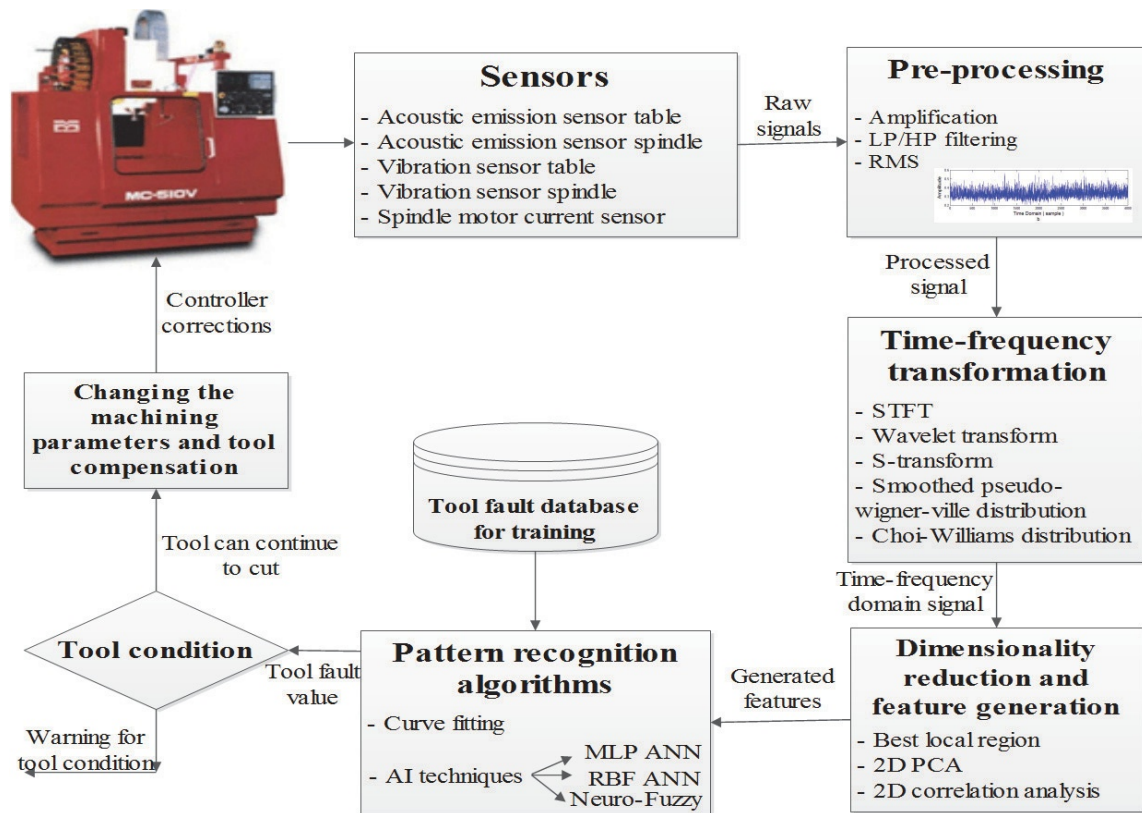 MC-510V
Sensors
- Acoustic emission sensor table
- Acoustic emission sensor spindle
- Vibration sensor table
- Vibration sensor spindle
- Spindle motor current sensor
Raw
signals
Pre-processing
- Amplification
- LP/HP filtering
- RMS
Amplitude
Time Domain ( sample )
Processed
signal
Time-frequency
transformation
- STFT
- Wavelet transform
- S-transform
- Smoothed pseudo-
wigner-ville distribution
- Choi-Williams distribution
Time-frequency
domain signal
Dimensionality
reduction and
feature generation
- Best local region
- 2D PCA
- 2D correlation analysis
Generated
features
Tool fault database
for training
Pattern recognition
algorithms
- Curve fitting
- AI techniques
MLP ANN
RBF ANN
Neuro-Fuzzy
Tool fault
value
Tool condition
Warning for
tool condition
Tool can continue
to cut
Changing the
machining
parameters and tool
compensation
Controller
corrections